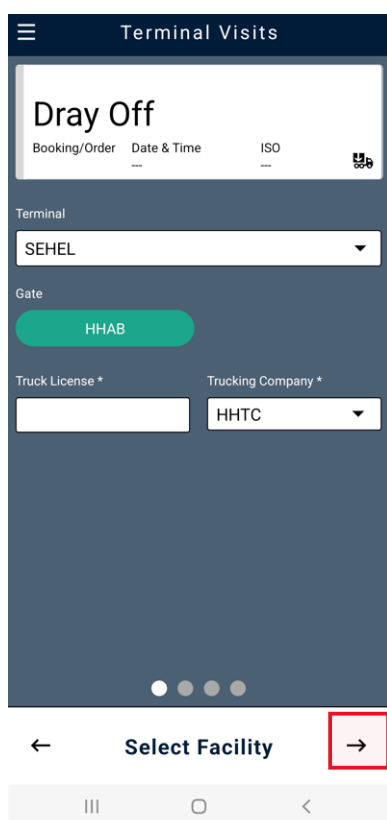 Terminal Visits
Dray Off
Booking/Order Date & Time ISO
--- ---
Terminal
SEHEL
Gate
HHAB
Truck License * Trucking Company *
HHTC
Select Facility